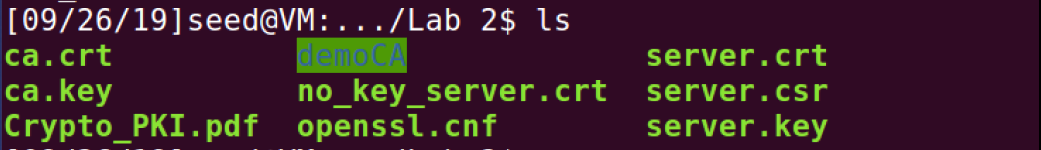 [09/26/19]seed@VM:.../Lab 2$ ls
ca.crt demoCA server.crt
ca.key no_key_server.crt server.csr
Crypto_PKI.pdf openssl.cnf server.key